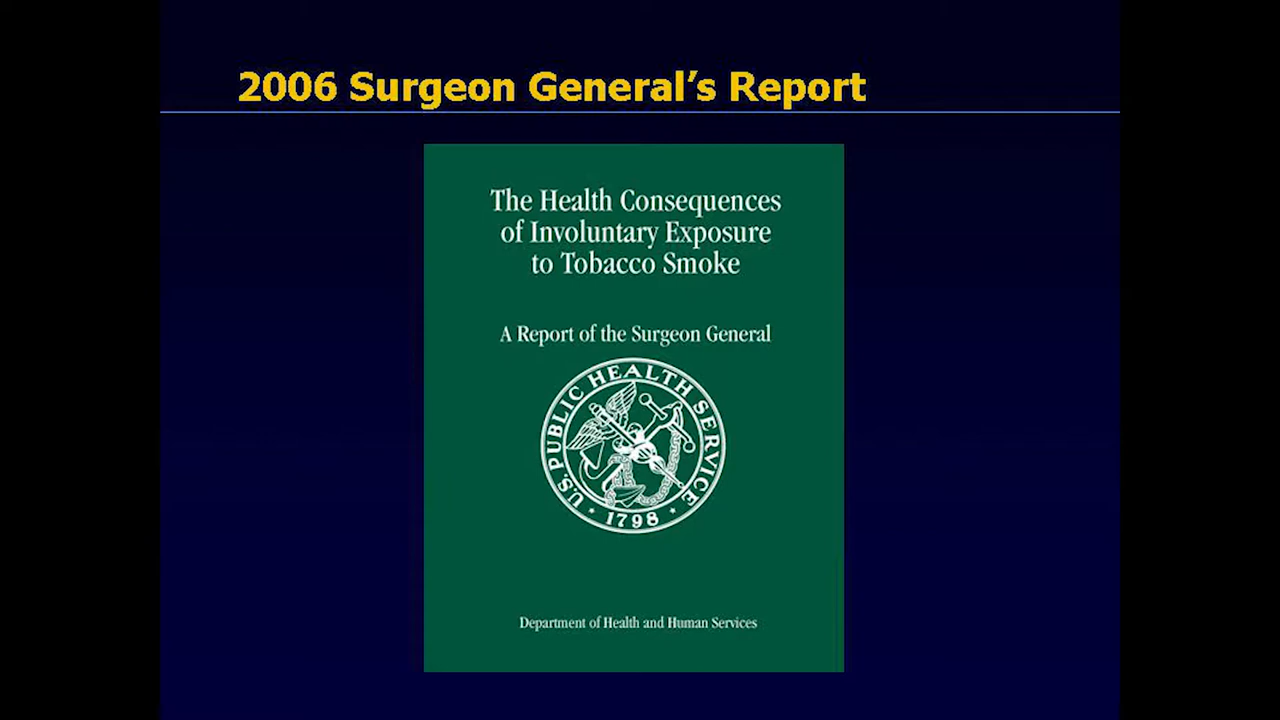 2006 Surgeon General's Report
The Health Consequences
of Involuntary Exposure
to Tobacco Smoke
A Report of the Surgeon General
U.S. PUBLIC HEALTH SERVICE
• 1798 •
Department of Health and Human Services